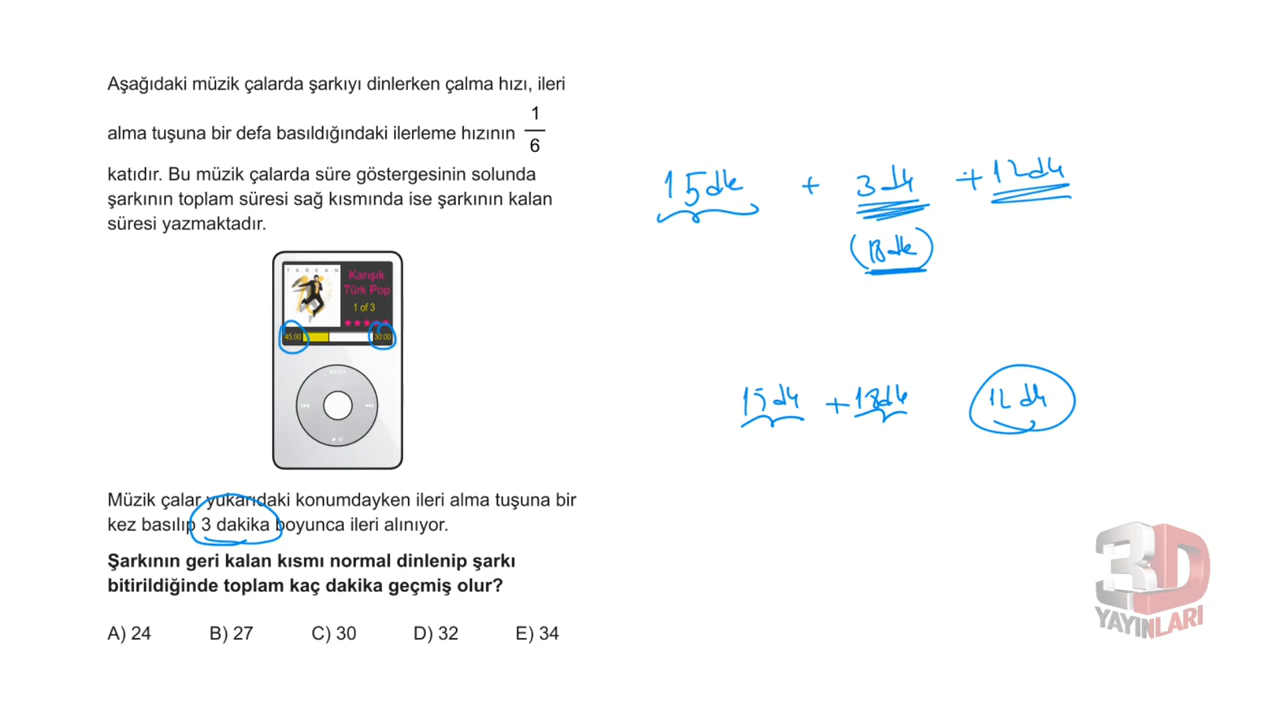 Aşağıdaki müzik çalarda şarkıyı dinlerken çalma hızı, ileri
alma tuşuna bir defa basıldığındaki ilerleme hızının 1/6
katıdır. Bu müzik çalarda süre göstergesinin solunda
şarkının toplam süresi sağ kısmında ise şarkının kalan
süresi yazmaktadır.
TARKAN
Karışık
Türk Pop
1 of 3
45:00
30:00
MENU
Müzik çalar yukarıdaki konumdayken ileri alma tuşuna bir
kez basılıp 3 dakika boyunca ileri alınıyor.
Şarkının geri kalan kısmı normal dinlenip şarkı
bitirildiğinde toplam kaç dakika geçmiş olur?
A) 24 B) 27 C) 30 D) 32 E) 34
15dk + 3dk + 12dk
(18dk)
15dk + 18dk 12dk
3D
YAYINLARI